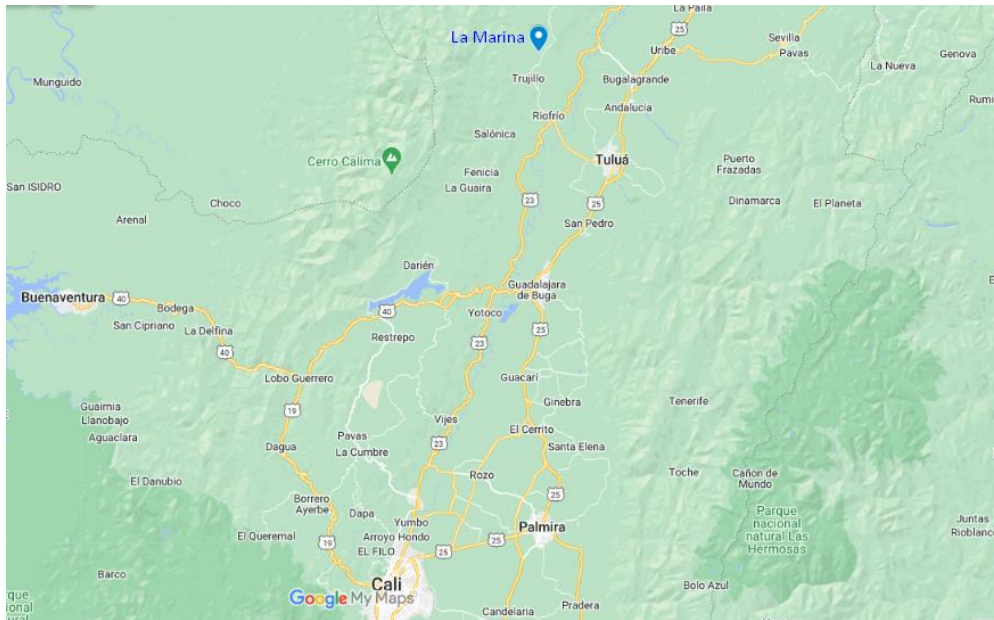 La Paila
25
La Marina
Sevilla
Uribe
Pavas
Genova
La Nueva
Munguido
Trujillo
Bugalagrande
Andalucía
Riofrío
Salónica
Cerro Calima
Tuluá
Puerto
Frazadas
Fenicia
La Guaira
San ISIDRO
Choco
23
25
Dinamarca
El Planeta
Arenal
San Pedro
Darién
Guadalajara
de Buga
Buenaventura
40
Bodega
40
Yotoco
San Cipriano
La Delfina
Restrepo
25
23
40
Lobo Guerrero
Guacarí
Guaimia
Llanobajo
Aguaclara
19
Ginebra
Tenerife
Vijes
El Cerrito
Pavas
La Cumbre
23
Dagua
Santa Elena
Rozo
Toche
Cañon de
Mundo
El Danubio
Borrero
Ayerbe
Dapa
25
Parque
nacional
natural Las
Hermosas
Yumbo
Palmira
Juntas
Rioblanco
El Queremal
Arroyo Hondo
19
EL FILO
25
25
Barco
Cali
Bolo Azul
Google My Maps
Candelaria
Pradera